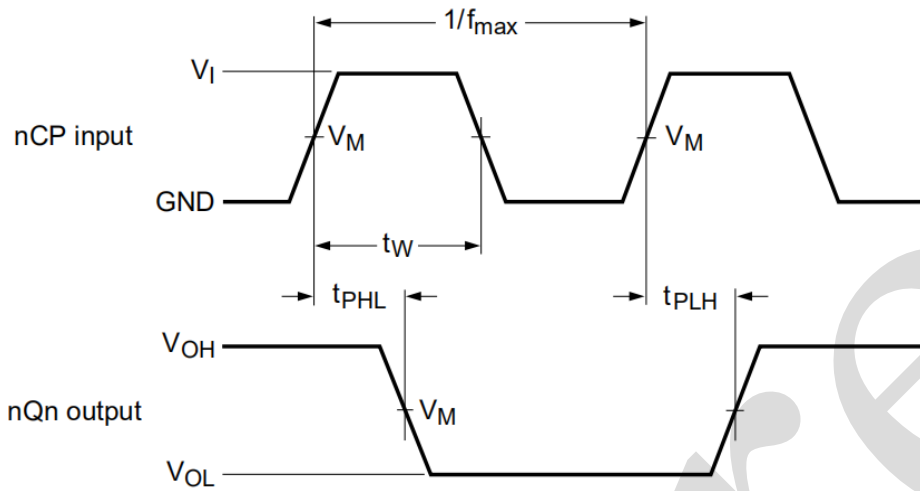 1/fmax
VI
nCP input
VM
VM
GND
tW
tPHL
tPLH
VOH
nQn output
VM
VOL